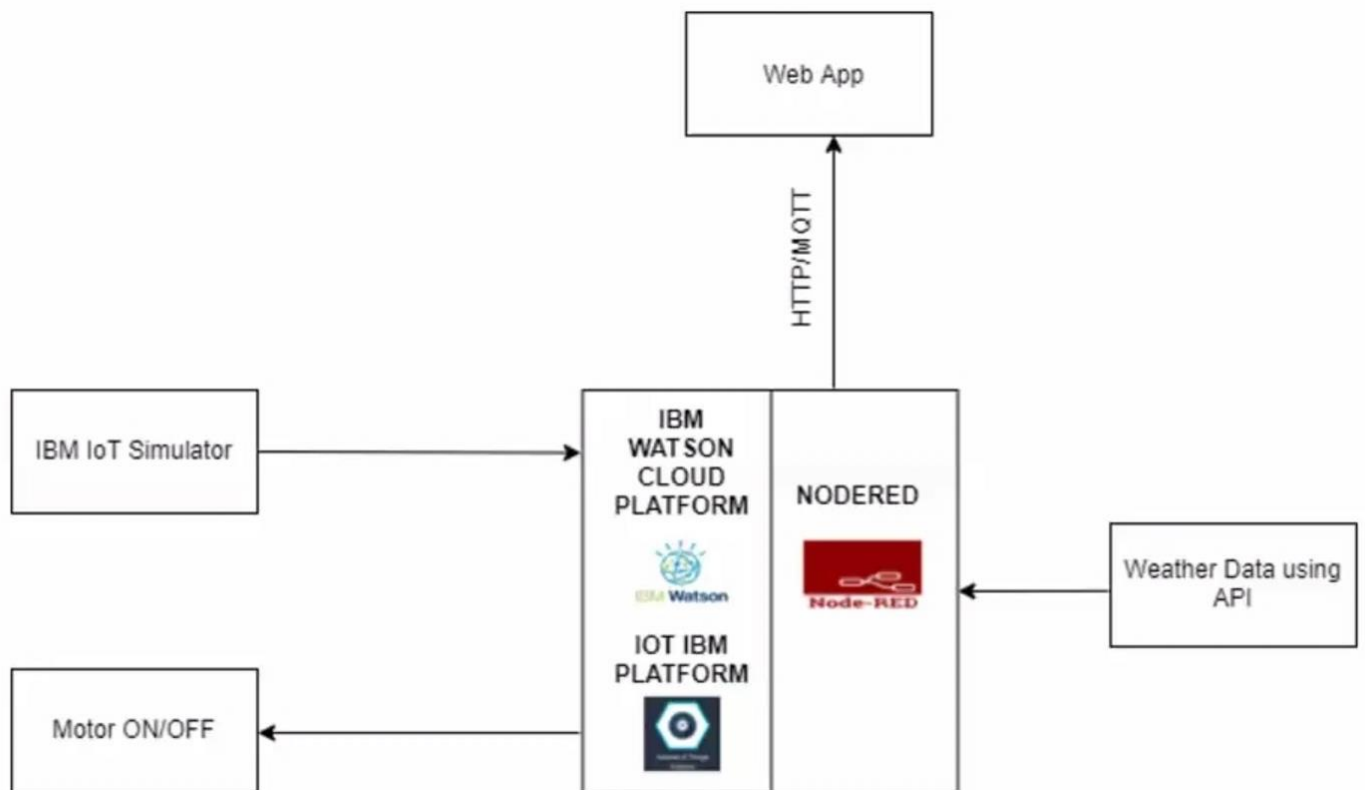 Web App
HTTP/MQTT
IBM IoT Simulator
IBM
WATSON
CLOUD
PLATFORM
IBM Watson
IOT IBM
PLATFORM
NODERED
Node-RED
Weather Data using
API
Motor ON/OFF